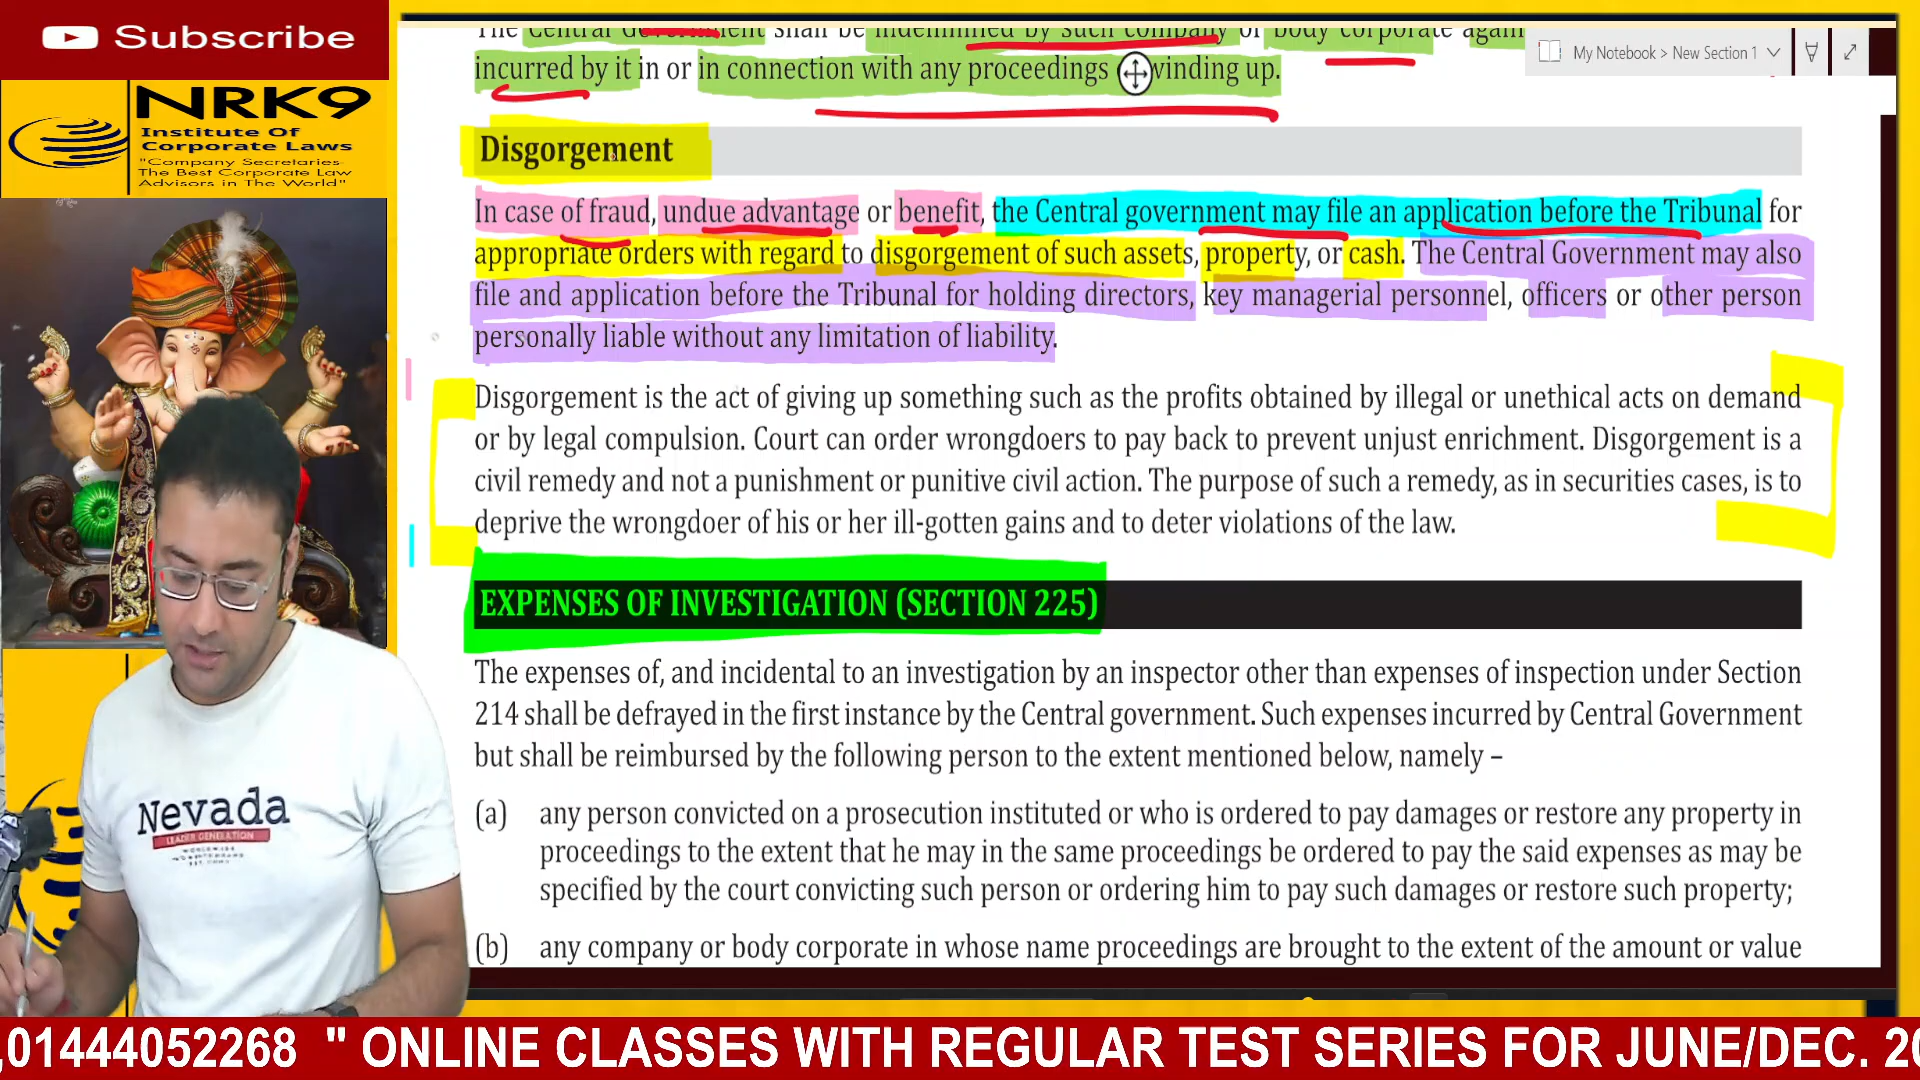 Subscribe
NRK9
Institute Of
Corporate Laws
"Company Secretaries-
The Best Corporate Law
Advisors in The World"
The Central Government shall be indemnified by such company or body corporate
incurred by it in or in connection with any proceedings winding up.
My Notebook > New Section 1
Disgorgement
In case of fraud, undue advantage or benefit, the Central government may file an application before the Tribunal for
appropriate orders with regard to disgorgement of such assets, property, or cash. The Central Government may also
file and application before the Tribunal for holding directors, key managerial personnel, officers or other person
personally liable without any limitation of liability.
Disgorgement is the act of giving up something such as the profits obtained by illegal or unethical acts on demand
or by legal compulsion. Court can order wrongdoers to pay back to prevent unjust enrichment. Disgorgement is a
civil remedy and not a punishment or punitive civil action. The purpose of such a remedy, as in securities cases, is to
deprive the wrongdoer of his or her ill-gotten gains and to deter violations of the law.
EXPENSES OF INVESTIGATION (SECTION 225)
The expenses of, and incidental to an investigation by an inspector other than expenses of inspection under Section
214 shall be defrayed in the first instance by the Central government. Such expenses incurred by Central Government
but shall be reimbursed by the following person to the extent mentioned below, namely –
(a) any person convicted on a prosecution instituted or who is ordered to pay damages or restore any property in
proceedings to the extent that he may in the same proceedings be ordered to pay the said expenses as may be
specified by the court convicting such person or ordering him to pay such damages or restore such property;
(b) any company or body corporate in whose name proceedings are brought to the extent of the amount or value
Nevada
LEADER GENERATION
,01444052268 " ONLINE CLASSES WITH REGULAR TEST SERIES FOR JUNE/DEC. 20